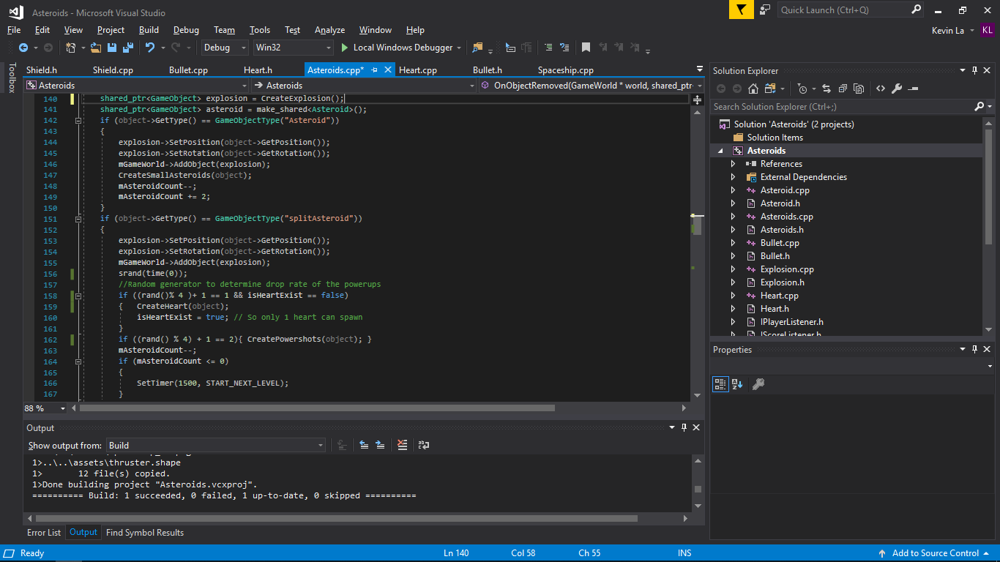 Asteroids - Microsoft Visual Studio
Quick Launch (Ctrl+Q)
File Edit View Project Build Debug Team Tools Test Analyze Window Help
Kevin La KL
Debug Win32 Local Windows Debugger
Toolbox
Shield.h Shield.cpp Bullet.cpp Heart.h Asteroids.cpp* Heart.cpp Bullet.h Spaceship.cpp
Asteroids Asteroids OnObjectRemoved(GameWorld * world, shared_ptr
140 shared_ptr<GameObject> explosion = CreateExplosion();
141 shared_ptr<GameObject> asteroid = make_shared<Asteroid>();
142 if (object->GetType() == GameObjectType("Asteroid"))
143 {
144 explosion->SetPosition(object->GetPosition());
145 explosion->SetRotation(object->GetRotation());
146 mGameWorld->AddObject(explosion);
147 CreateSmallAsteroids(object);
148 mAsteroidCount--;
149 mAsteroidCount += 2;
150 }
151 if (object->GetType() == GameObjectType("splitAsteroid"))
152 {
153 explosion->SetPosition(object->GetPosition());
154 explosion->SetRotation(object->GetRotation());
155 mGameWorld->AddObject(explosion);
156 srand(time(0));
157 //Random generator to determine drop rate of the powerups
158 if ((rand()% 4 )+ 1 == 1 && isHeartExist == false)
159 { CreateHeart(object);
160 isHeartExist = true; // So only 1 heart can spawn
161 }
162 if ((rand() % 4) + 1 == 2){ CreatePowershots(object); }
163 mAsteroidCount--;
164 if (mAsteroidCount <= 0)
165 {
166 SetTimer(1500, START_NEXT_LEVEL);
167 }
88 %
Output
Show output from: Build
1>..\..\assets\thruster.shape
1> 12 file(s) copied.
1>Done building project "Asteroids.vcxproj".
========== Build: 1 succeeded, 0 failed, 1 up-to-date, 0 skipped ==========
Error List Output Find Symbol Results
Solution Explorer
Search Solution Explorer (Ctrl+;)
Solution 'Asteroids' (2 projects)
Solution Items
Asteroids
References
External Dependencies
Asteroid.cpp
Asteroid.h
Asteroids.cpp
Asteroids.h
Bullet.cpp
Bullet.h
Explosion.cpp
Explosion.h
Heart.cpp
Heart.h
IPlayerListener.h
IScoreListener.h
Properties
Ready Ln 140 Col 58 Ch 55 INS Add to Source Control